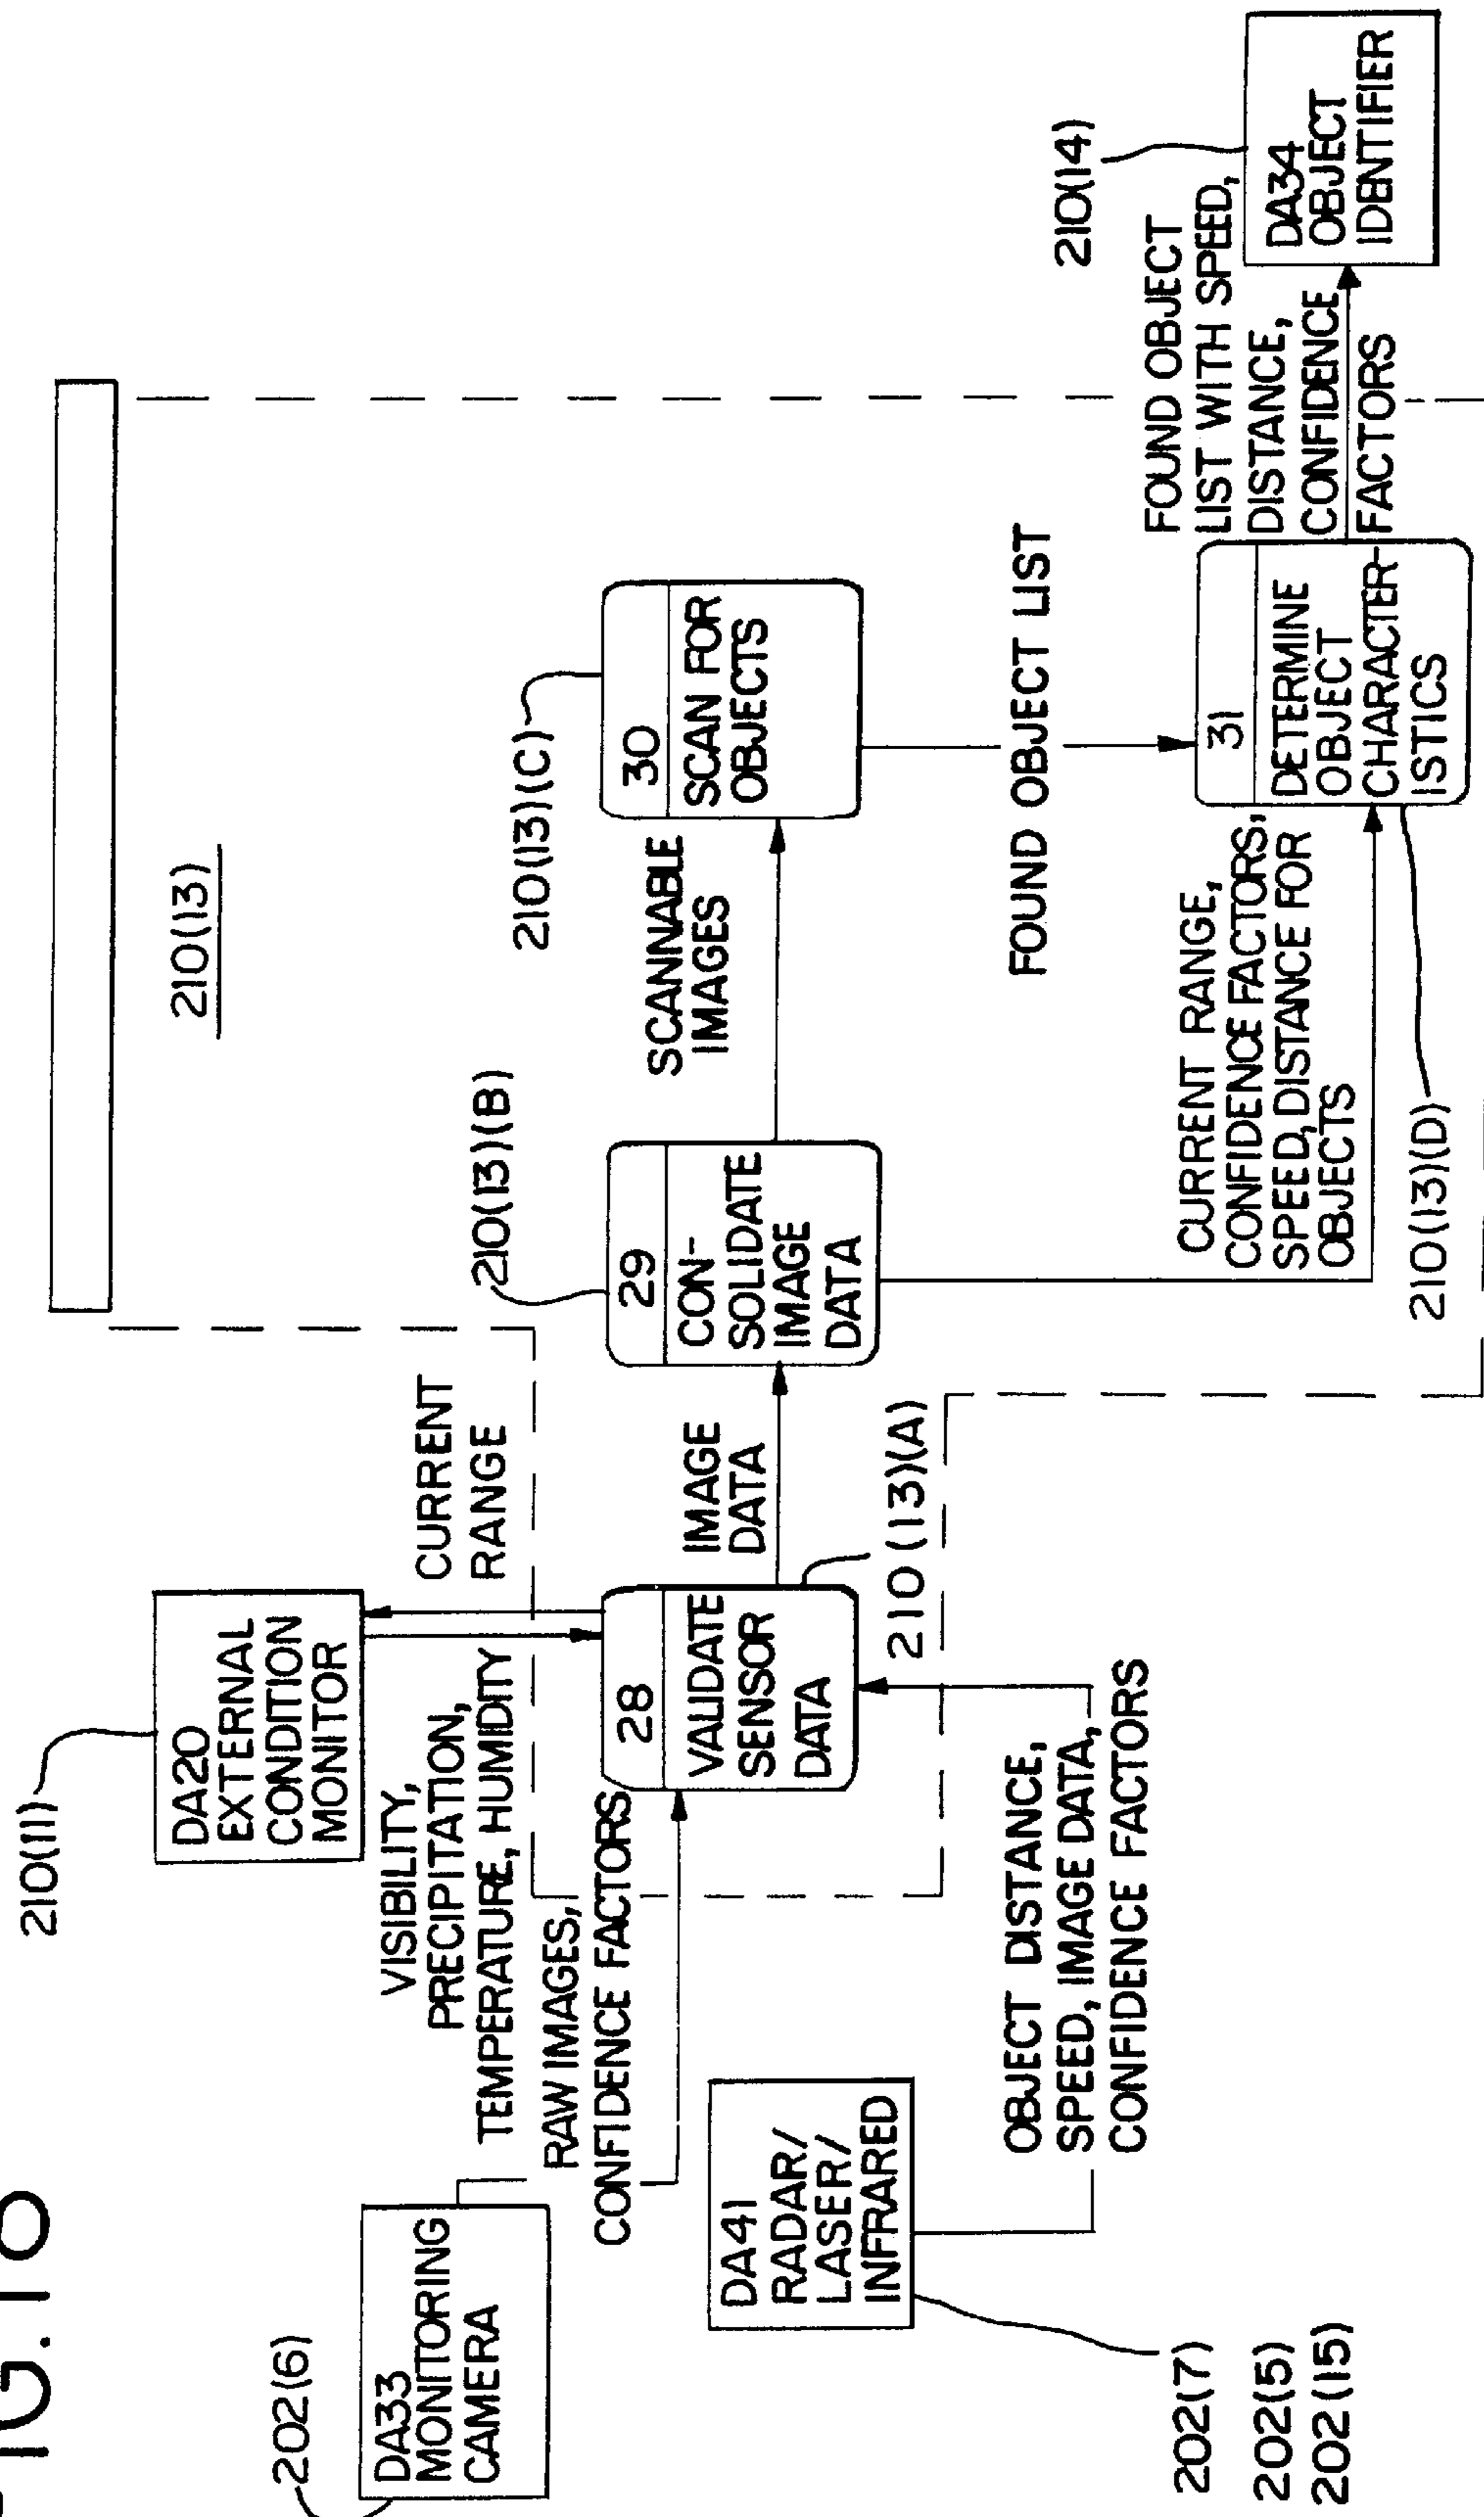 FIG. 16
210(13)
210(11)
DA20
EXTERNAL
CONDITION
MONITOR
CURRENT
RANGE
VISIBILITY,
PRECIPITATION,
TEMPERATURE, HUMIDITY
202(6)
DA33
MONITORING
CAMERA
RAW IMAGES,
CONFIDENCE FACTORS
28
VALIDATE
SENSOR
DATA
210(13)(A)
IMAGE
DATA
210(13)(B)
29
CON-
SOLIDATE
IMAGE
DATA
SCANNABLE
IMAGES
210(13)(C)
30
SCAN FOR
OBJECTS
DA41
RADAR/
LASER/
INFRARED
202(7)
202(5)
202(15)
OBJECT DISTANCE,
SPEED, IMAGE DATA,
CONFIDENCE FACTORS
FOUND OBJECT LIST
CURRENT RANGE,
CONFIDENCE FACTORS,
SPEED, DISTANCE FOR
OBJECTS
210(13)(D)
31
DETERMINE
OBJECT
CHARACTER-
ISTICS
FOUND OBJECT
LIST WITH SPEED,
DISTANCE,
CONFIDENCE
FACTORS
210(14)
DA34
OBJECT
IDENTIFIER